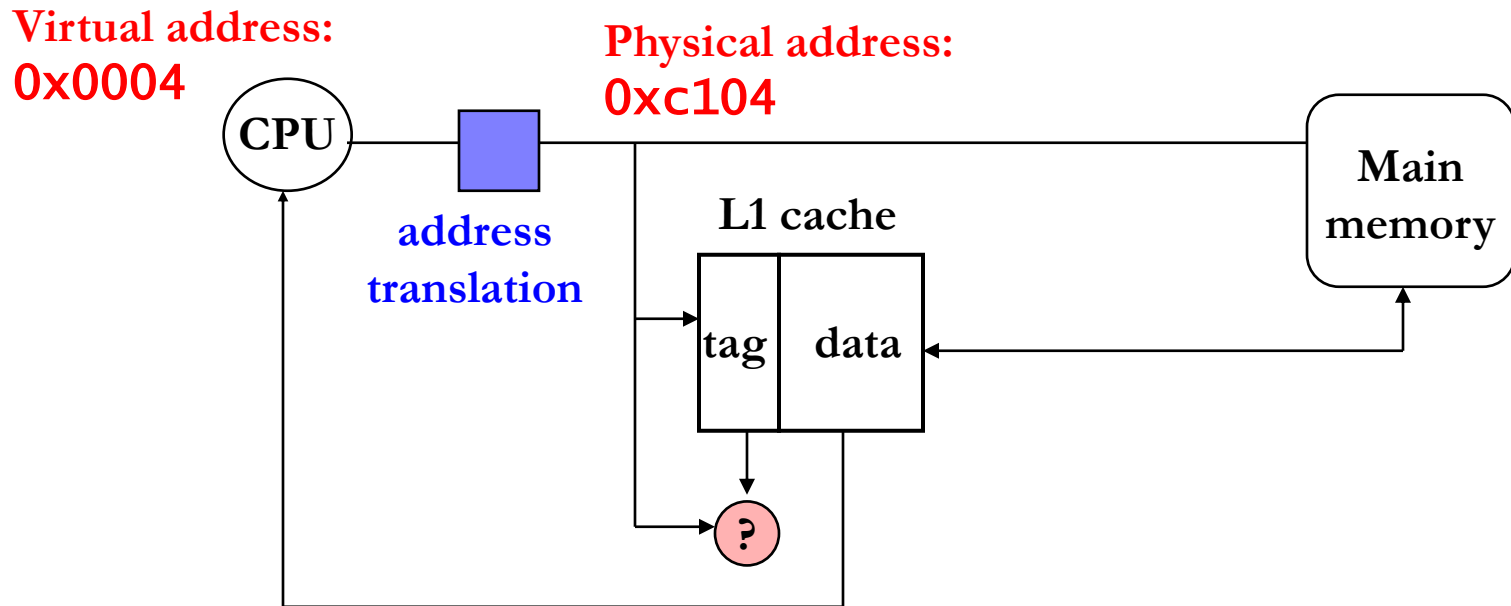 Virtual address:
0x0004
Physical address:
0xc104
CPU
Main
memory
L1 cache
address
translation
tag
data
?